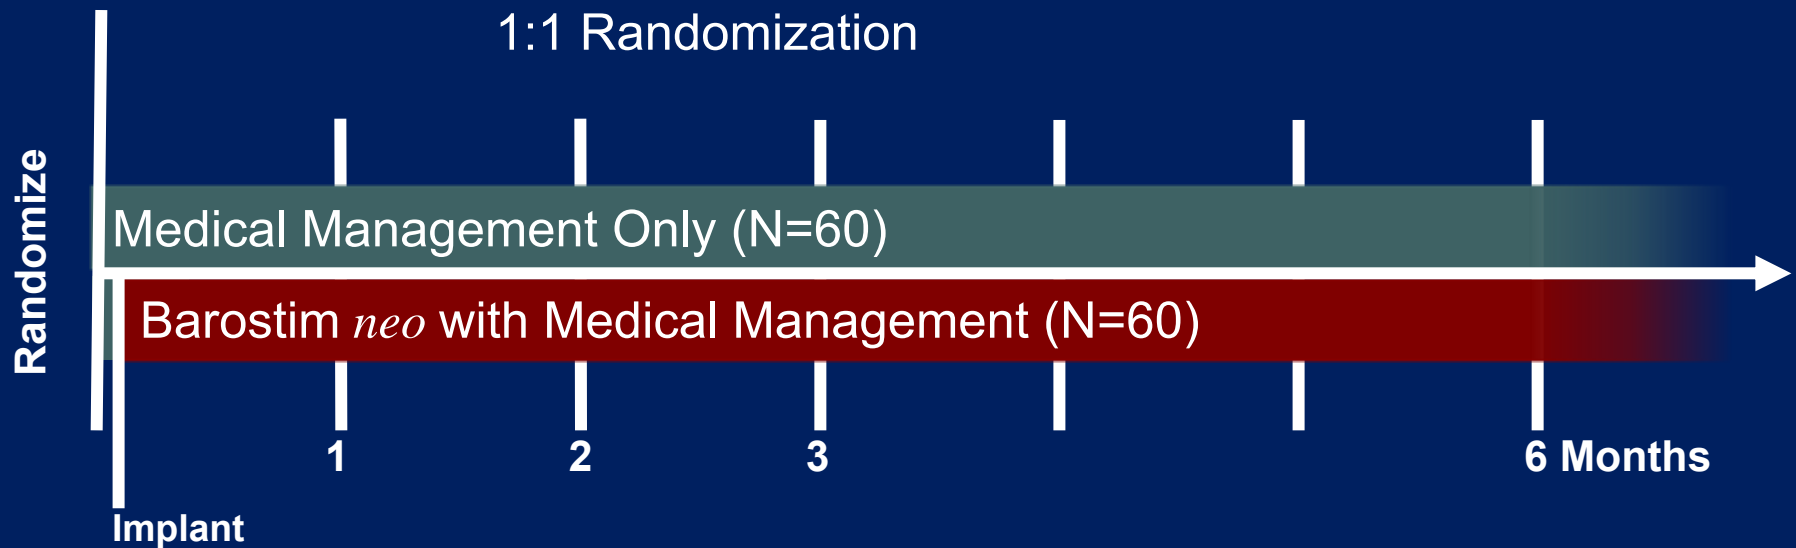 1:1 Randomization
Randomize
Medical Management Only (N=60)
Barostim neo with Medical Management (N=60)
1
2
3
6 Months
Implant